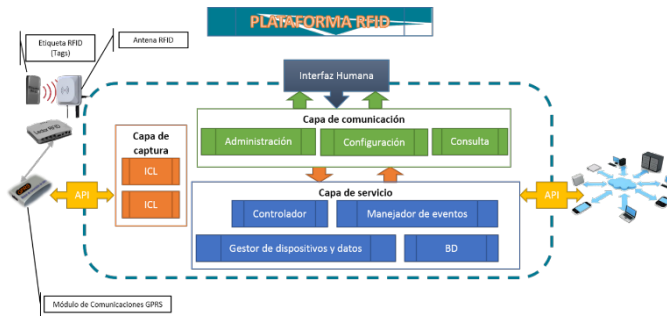 PLATAFORMA RFID
Etiqueta RFID
(Tags)
Antena RFID
Interfaz Humana
Lector RFID
Capa de comunicación
Administración
Configuración
Consulta
Capa de
captura
ICL
ICL
API
Capa de servicio
Controlador
Manejador de eventos
Gestor de dispositivos y datos
BD
API
Módulo de Comunicaciones GPRS